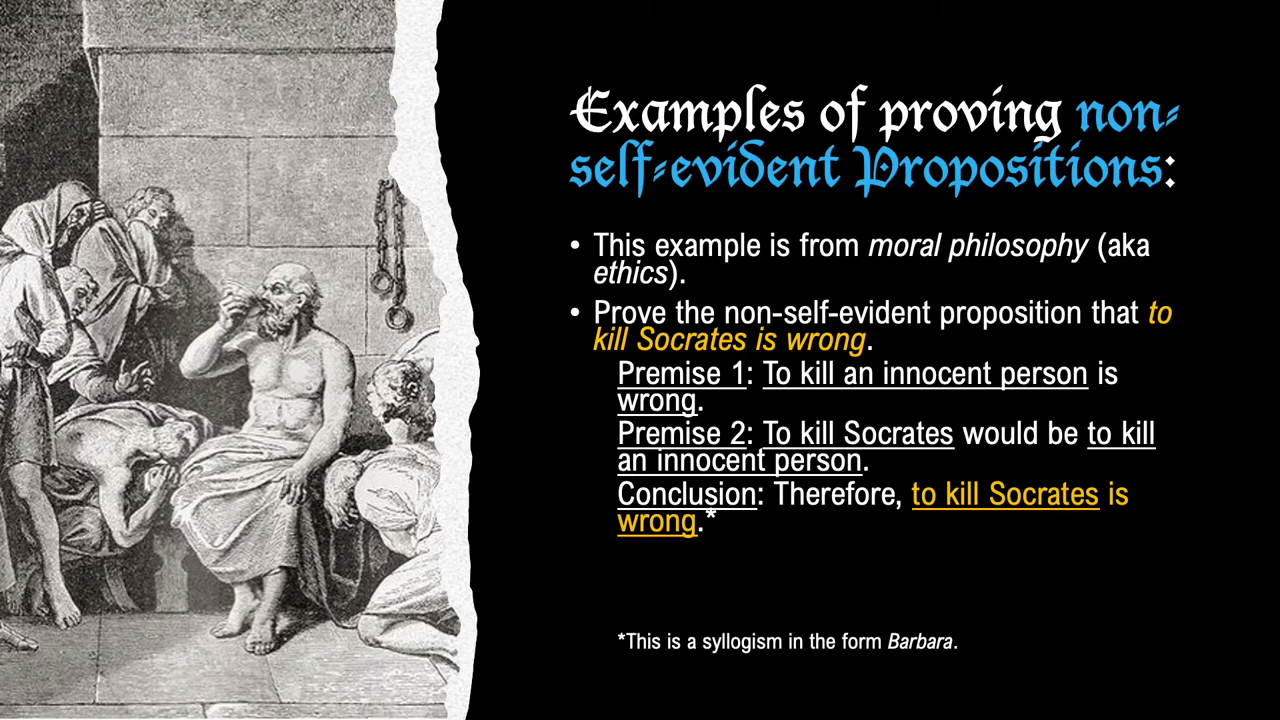 Examples of proving non-
self-evident Propositions:
• This example is from moral philosophy (aka
ethics).
• Prove the non-self-evident proposition that to
kill Socrates is wrong.
Premise 1: To kill an innocent person is
wrong.
Premise 2: To kill Socrates would be to kill
an innocent person.
Conclusion: Therefore, to kill Socrates is
wrong.*
*This is a syllogism in the form Barbara.